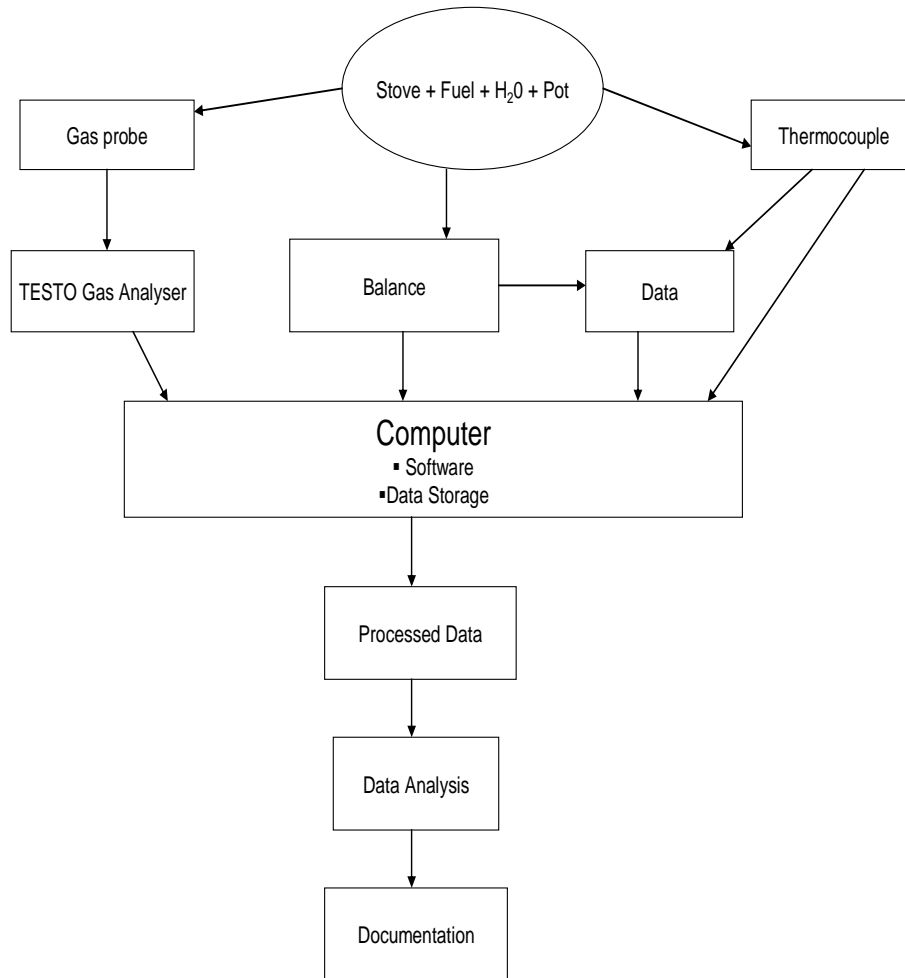 Stove + Fuel + H₂0 + Pot
Gas probe
Thermocouple
TESTO Gas Analyser
Balance
Data
Computer
▪ Software
▪Data Storage
Processed Data
Data Analysis
Documentation